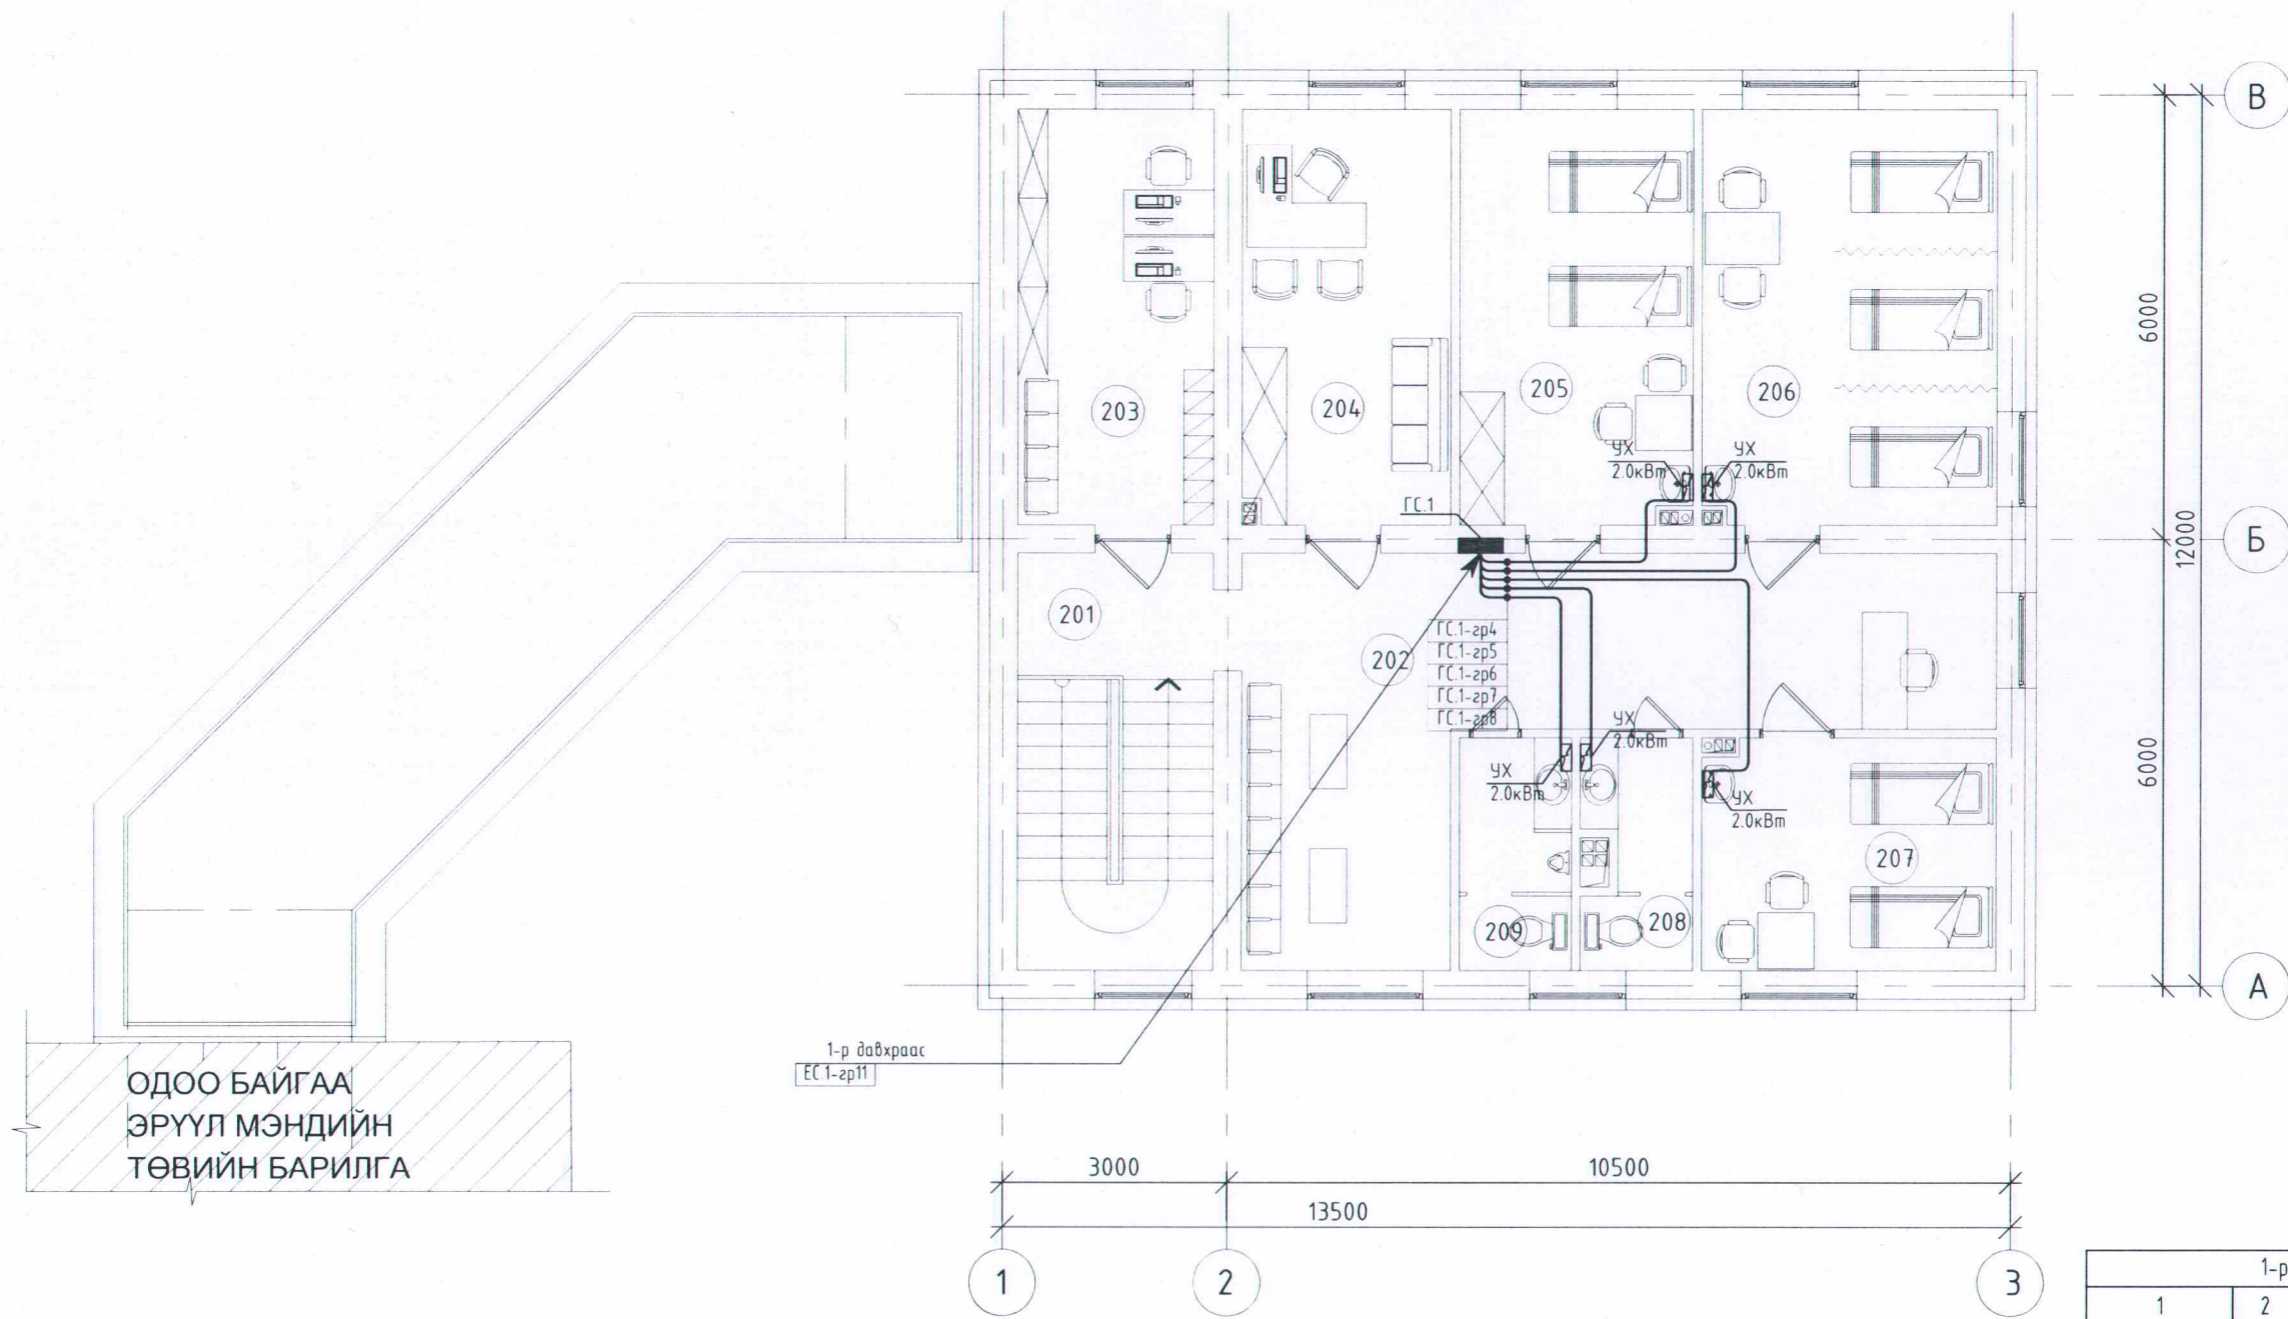 В
6000
203
204
205
206
УХ
2.0кВт
УХ
2.0кВт
ГС.1
Б
12000
201
202
ГС.1-гр4
ГС.1-гр5
ГС.1-гр6
ГС.1-гр7
ГС.1-гр8
УХ
2.0кВт
УХ
2.0кВт
УХ
2.0кВт
6000
207
208
209
А
1-р давхраас
ЕС.1-гр11
ОДОО БАЙГАА
ЭРҮҮЛ МЭНДИЙН
ТӨВИЙН БАРИЛГА
3000
10500
13500
1
2
3
1-р
1
2